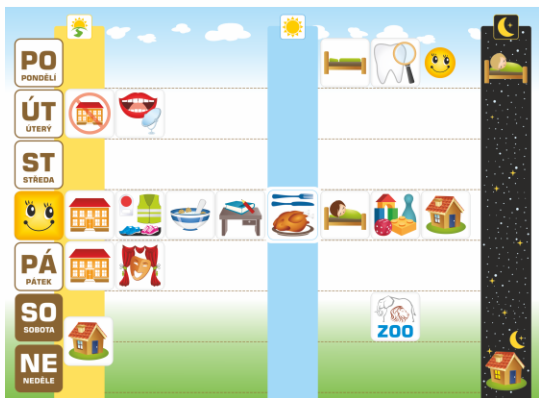 PO
PONDĚLÍ
ÚT
ÚTERÝ
ST
STŘEDA
PÁ
PÁTEK
SO
SOBOTA
ZOO
NE
NEDĚLE